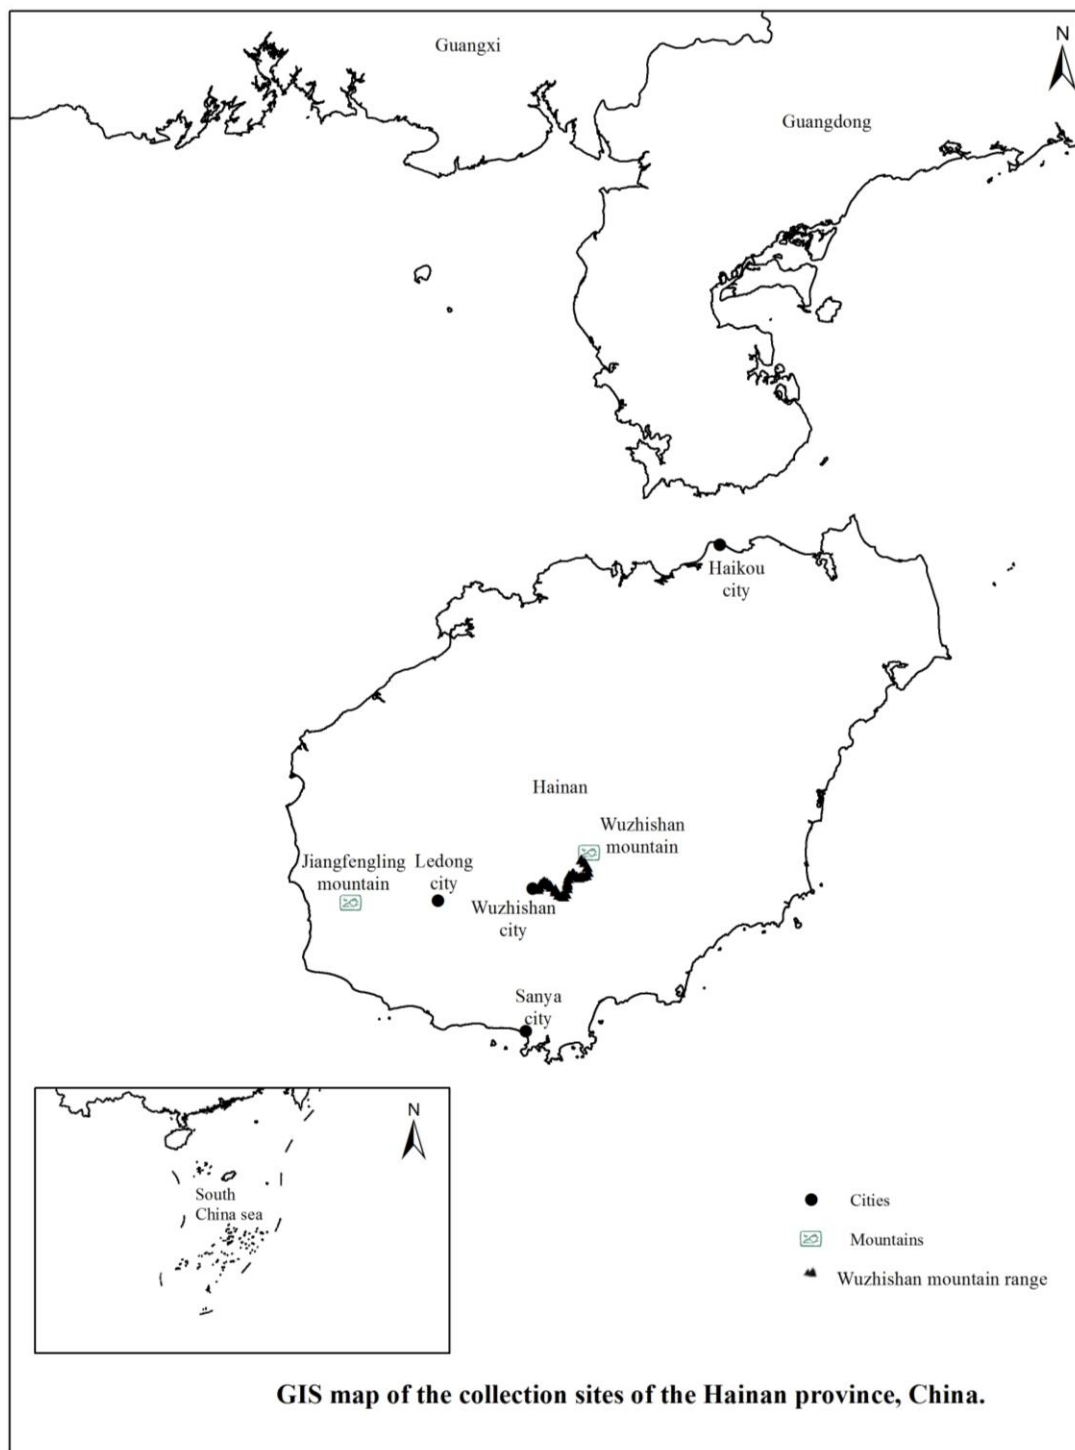 Guangxi
N
Guangdong
Haikou
city
Hainan
Wuzhishan
mountain
Jiangfengling
mountain
Ledong
city
Wuzhishan
city
Sanya
city
N
South
China sea
Cities
Mountains
Wuzhishan mountain range
GIS map of the collection sites of the Hainan province, China.